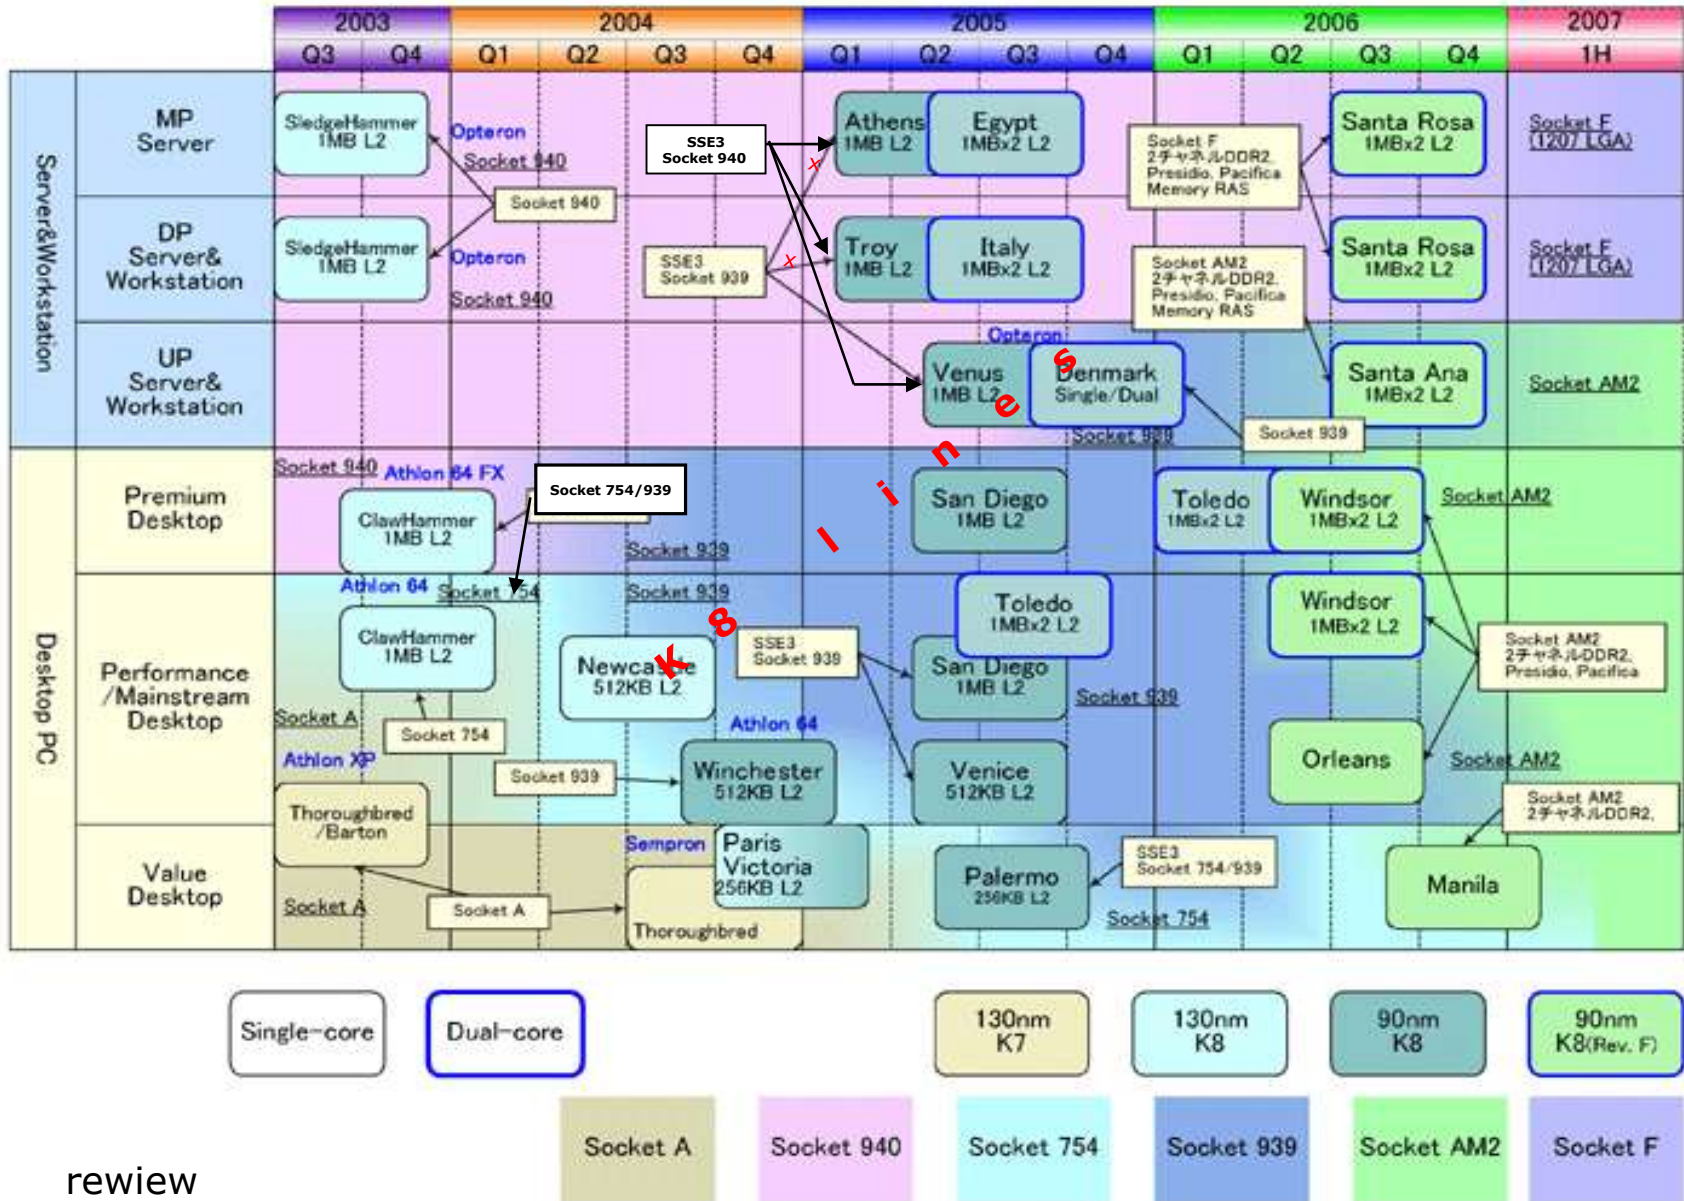 2003 2004 2005 2006 2007
Q3 Q4 Q1 Q2 Q3 Q4 Q1 Q2 Q3 Q4 Q1 Q2 Q3 Q4 1H
Server&Workstation
MP
Server
SledgeHammer
1MB L2
Opteron
Socket 940
Socket 940
SSE3
Socket 940
Athens
1MB L2
Egypt
1MBx2 L2
Socket F
2チャネルDDR2,
Presidio, Pacifica
Memory RAS
Santa Rosa
1MBx2 L2
Socket F
(1207 LGA)
DP
Server&
Workstation
SledgeHammer
1MB L2
Opteron
Socket 940
SSE3
Socket 939
x
x
Troy
1MB L2
Italy
1MBx2 L2
Socket AM2
2チャネルDDR2,
Presidio, Pacifica
Memory RAS
Santa Rosa
1MBx2 L2
Socket F
(1207 LGA)
UP
Server&
Workstation
Opteron
Venus
1MB L2
Denmark
Single/Dual
Socket 939
Socket 939
Santa Ana
1MBx2 L2
Socket AM2
K8 lines
Desktop PC
Premium
Desktop
Socket 940
Athlon 64 FX
ClawHammer
1MB L2
Socket 754/939
Socket 939
San Diego
1MB L2
Toledo
1MBx2 L2
Windsor
1MBx2 L2
Socket AM2
Performance
/Mainstream
Desktop
Athlon 64
Socket 754
ClawHammer
1MB L2
Socket 754
Socket A
Athlon XP
Thoroughbred
/Barton
Socket 939
Newcastle
512KB L2
Socket 939
Athlon 64
Winchester
512KB L2
SSE3
Socket 939
Toledo
1MBx2 L2
San Diego
1MB L2
Socket 939
Venice
512KB L2
Windsor
1MBx2 L2
Orleans
Socket AM2
2チャネルDDR2,
Presidio, Pacifica
Socket AM2
Socket AM2
2チャネルDDR2,
Value
Desktop
Socket A
Socket A
Sempron
Thoroughbred
Paris
Victoria
256KB L2
Palermo
256KB L2
SSE3
Socket 754/939
Socket 754
Manila
Single-core
Dual-core
130nm
K7
130nm
K8
90nm
K8
90nm
K8(Rev. F)
Socket A
Socket 940
Socket 754
Socket 939
Socket AM2
Socket F
rewiew